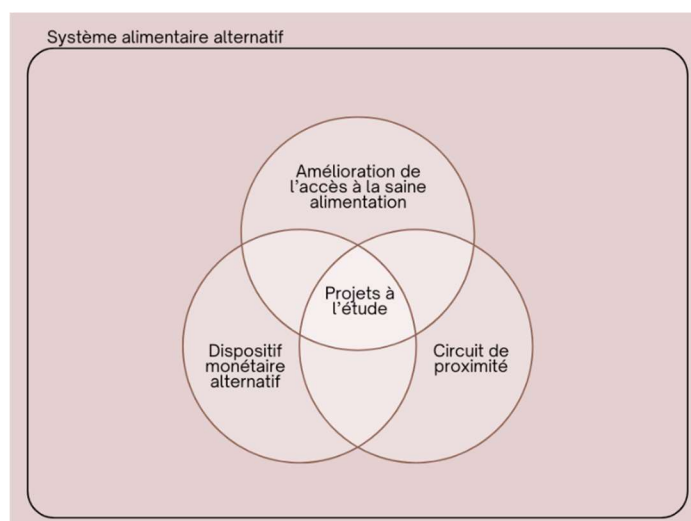 Système alimentaire alternatif
Amélioration de
l'accès à la saine
alimentation
Projets à
l'étude
Dispositif
monétaire
alternatif
Circuit de
proximité